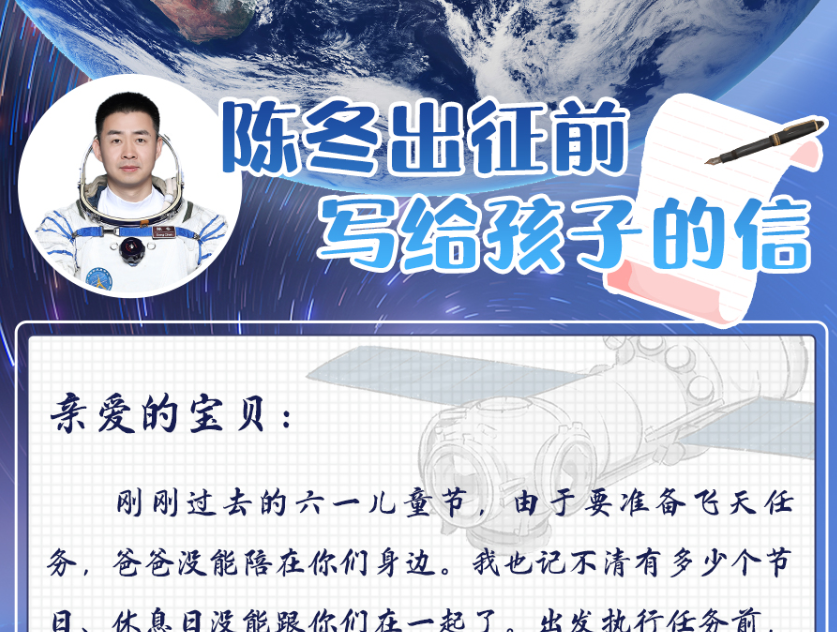 陈冬出征前
写给孩子的信
亲爱的宝贝：
刚刚过去的六一儿童节，由于要准备飞天任
务，爸爸没能陪在你们身边。我也记不清有多少个节
日、休息日没能跟你们在一起了。出发执行任务前，